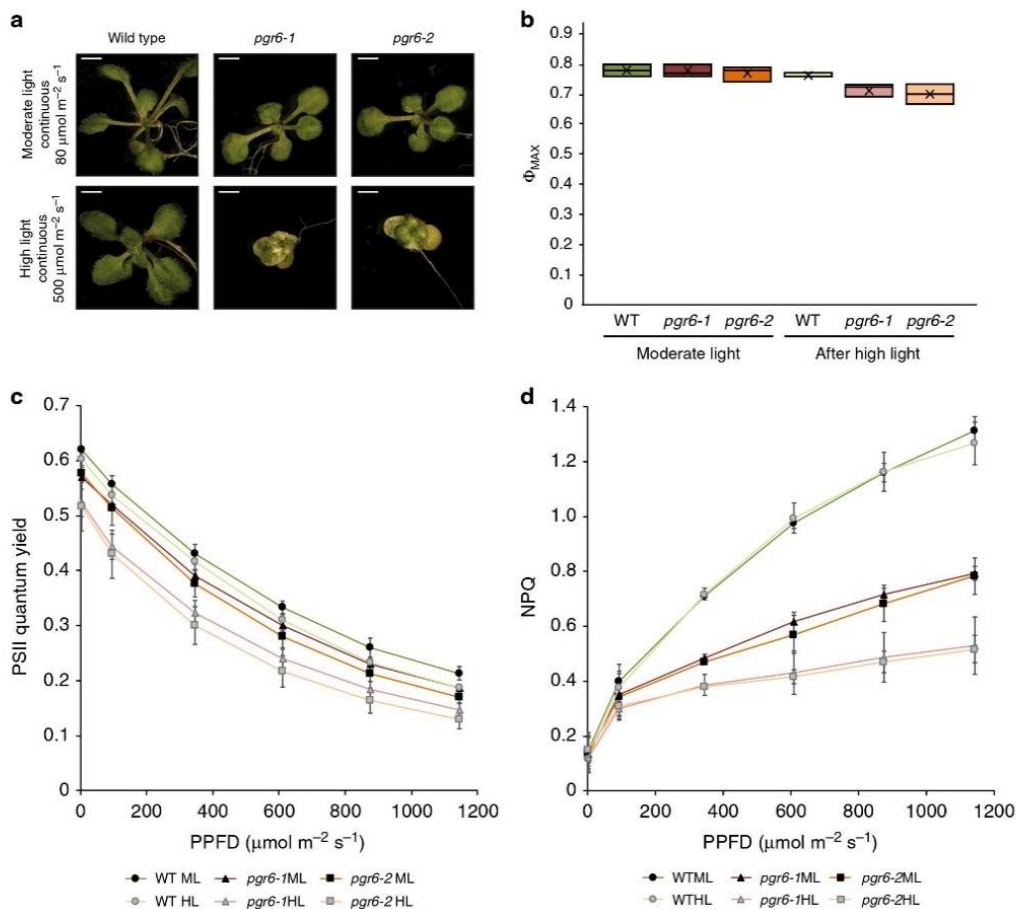 a
Wild type pgr6-1 pgr6-2
Moderate light
continuous
80 μmol m⁻² s⁻¹
High light
continuous
500 μmol m⁻² s⁻¹
b
0.9
0.8
0.7
0.6
0.5
0.4
0.3
0.2
0.1
0
Φ_MAX
WT pgr6-1 pgr6-2 WT pgr6-1 pgr6-2
Moderate light After high light
c
0.7
0.6
0.5
0.4
0.3
0.2
0.1
0
PSII quantum yield
0 200 400 600 800 1000 1200
PPFD (μmol m⁻² s⁻¹)
WT ML pgr6-1ML pgr6-2 ML
WT HL pgr6-1HL pgr6-2 HL
d
1.4
1.2
1.0
0.8
0.6
0.4
0.2
0
NPQ
0 200 400 600 800 1000 1200
PPFD (μmol m⁻² s⁻¹)
WTML pgr6-1ML pgr6-2ML
WTHL pgr6-1HL pgr6-2HL